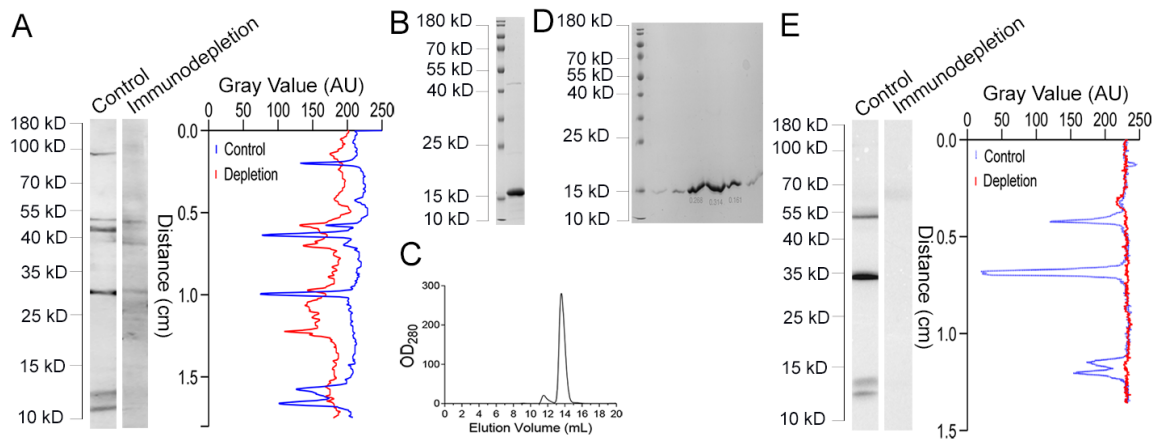 A
Control
Immunodepletion
180 kD
100 kD
70 kD
55 kD
40 kD
35 kD
25 kD
15 kD
10 kD
Gray Value (AU)
0 50 100 150 200 250
0.0
0.5
1.0
1.5
Distance (cm)
Control
Depletion
B
180 kD
70 kD
55 kD
40 kD
25 kD
15 kD
10 kD
C
OD280
300
200
100
0
0 2 4 6 8 10 12 14 16 18 20
Elution Volume (mL)
D
180 kD
70 kD
55 kD
40 kD
25 kD
15 kD
10 kD
0.314
E
Control
Immunodepletion
180 kD
100 kD
70 kD
55 kD
40 kD
35 kD
25 kD
15 kD
10 kD
Gray Value (AU)
0 50 100 150 200 250
0.0
0.5
1.0
1.5
Distance (cm)
Control
Depletion